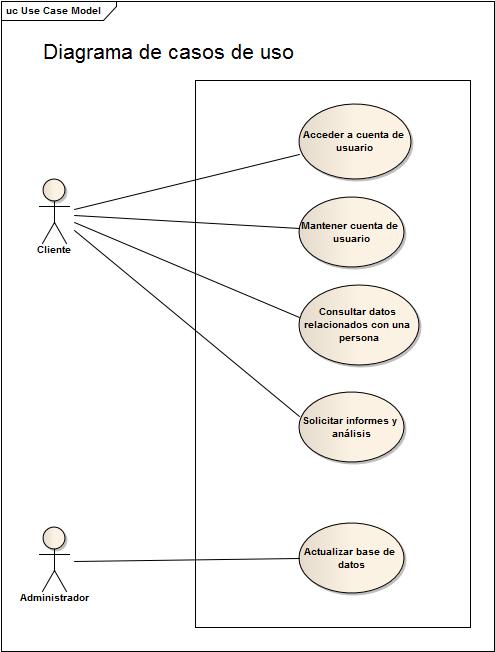 uc Use Case Model
Diagrama de casos de uso
Acceder a cuenta de
usuario
Cliente
Mantener cuenta de
usuario
Consultar datos
relacionados con una
persona
Solicitar informes y
análisis
Administrador
Actualizar base de
datos